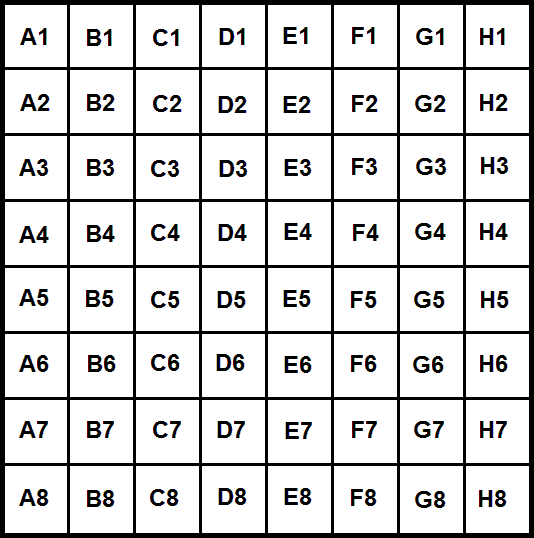 A1 B1 C1 D1 E1 F1 G1 H1
A2 B2 C2 D2 E2 F2 G2 H2
A3 B3 C3 D3 E3 F3 G3 H3
A4 B4 C4 D4 E4 F4 G4 H4
A5 B5 C5 D5 E5 F5 G5 H5
A6 B6 C6 D6 E6 F6 G6 H6
A7 B7 C7 D7 E7 F7 G7 H7
A8 B8 C8 D8 E8 F8 G8 H8